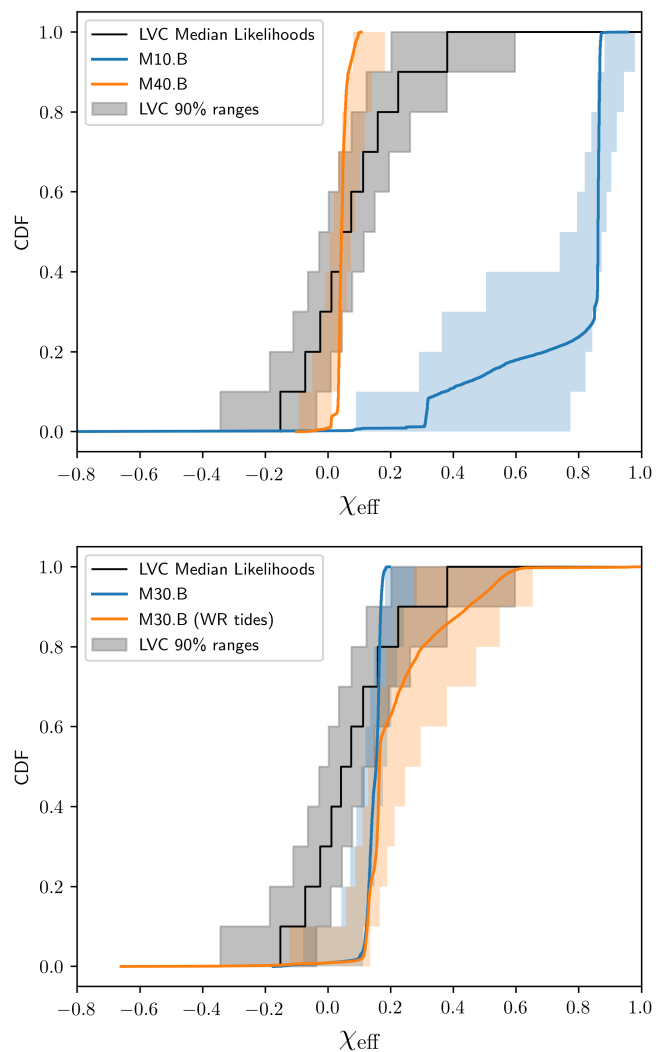 LVC Median Likelihoods
M10.B
M40.B
LVC 90% ranges
CDF
1.0
0.8
0.6
0.4
0.2
0.0
−0.8 −0.6 −0.4 −0.2 0.0 0.2 0.4 0.6 0.8 1.0
χeff
LVC Median Likelihoods
M30.B
M30.B (WR tides)
LVC 90% ranges
CDF
1.0
0.8
0.6
0.4
0.2
0.0
−0.8 −0.6 −0.4 −0.2 0.0 0.2 0.4 0.6 0.8 1.0
χeff